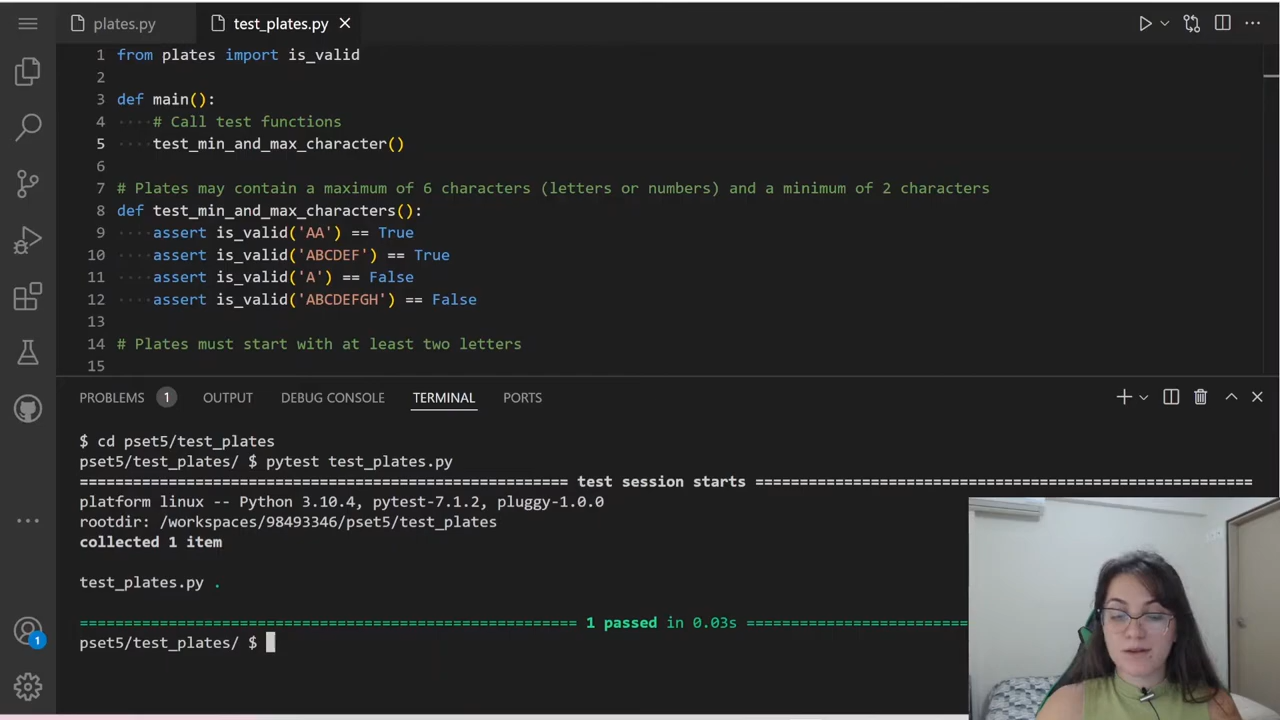 plates.py
test_plates.py
1 from plates import is_valid
2
3 def main():
4 # Call test functions
5 test_min_and_max_character()
6
7 # Plates may contain a maximum of 6 characters (letters or numbers) and a minimum of 2 characters
8 def test_min_and_max_characters():
9 assert is_valid('AA') == True
10 assert is_valid('ABCDEF') == True
11 assert is_valid('A') == False
12 assert is_valid('ABCDEFGH') == False
13
14 # Plates must start with at least two letters
15
PROBLEMS 1 OUTPUT DEBUG CONSOLE TERMINAL PORTS
$ cd pset5/test_plates
pset5/test_plates/ $ pytest test_plates.py
============ test session starts ============
platform linux -- Python 3.10.4, pytest-7.1.2, pluggy-1.0.0
rootdir: /workspaces/98493346/pset5/test_plates
collected 1 item
test_plates.py .
============ 1 passed in 0.03s ============
pset5/test_plates/ $
1